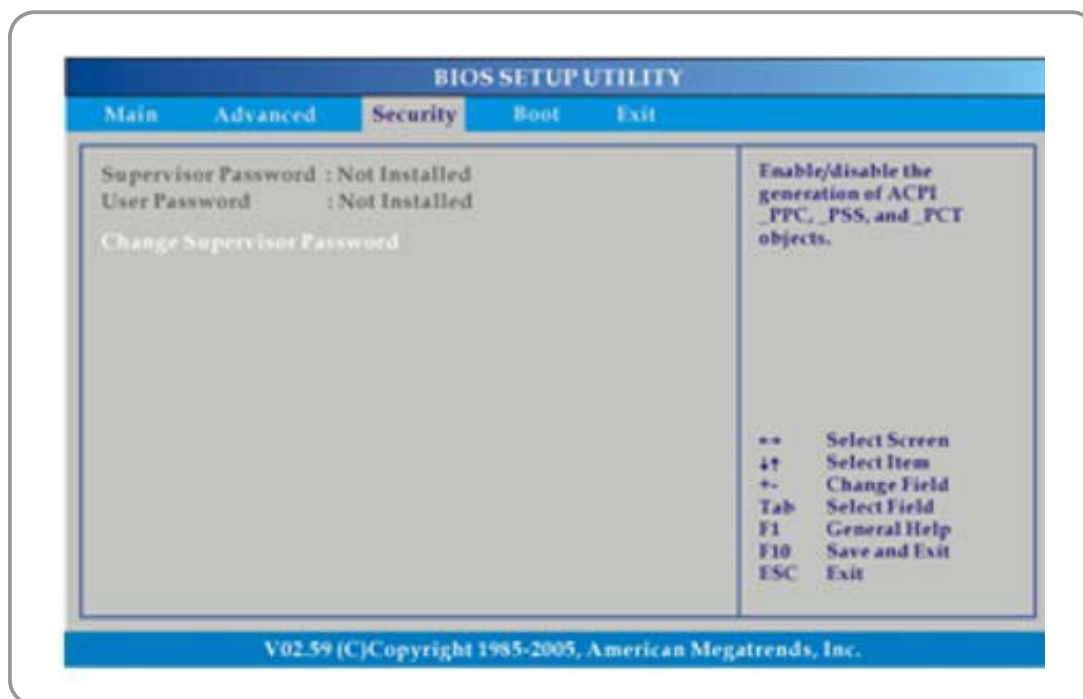 BIOS SETUP UTILITY
Main Advanced Security Boot Exit
Supervisor Password : Not Installed
User Password : Not Installed
Change Supervisor Password
Enable/disable the
generation of ACPI
_PPC, _PSS, and _PCT
objects.
←→ Select Screen
↓↑ Select Item
+- Change Field
Tab Select Field
F1 General Help
F10 Save and Exit
ESC Exit
V02.59 (C)Copyright 1985-2005, American Megatrends, Inc.